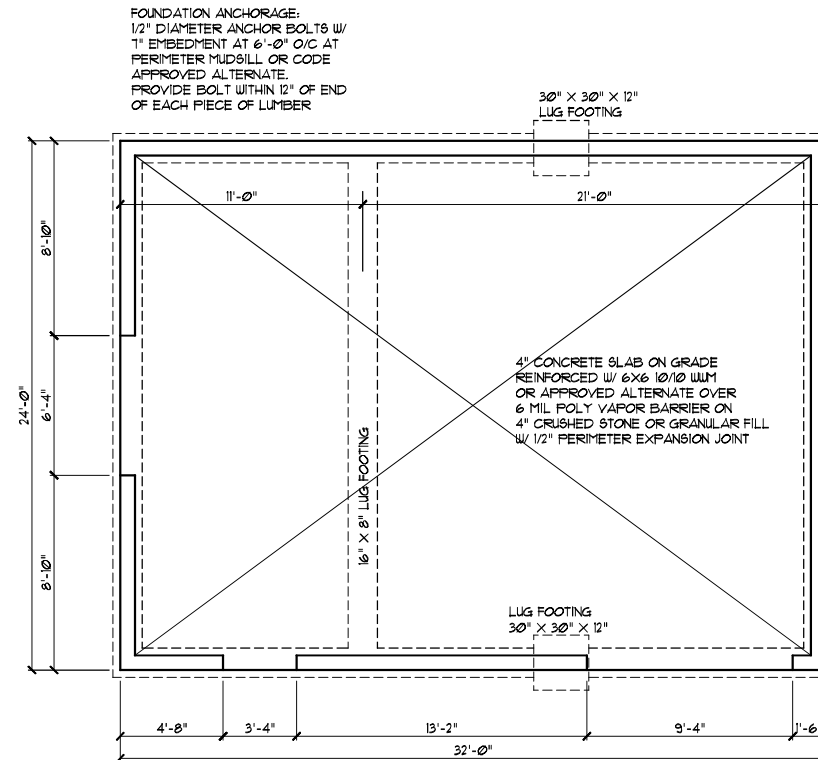 FOUNDATION ANCHORAGE:
1/2" DIAMETER ANCHOR BOLTS W/
7" EMBEDMENT AT 6'-0" O/C AT
PERIMETER MUDSILL OR CODE
APPROVED ALTERNATE.
PROVIDE BOLT WITHIN 12" OF END
OF EACH PIECE OF LUMBER
30" X 30" X 12"
LUG FOOTING
11'-0"
21'-0"
8'-10"
6'-4"
24'-0"
8'-10"
4" CONCRETE SLAB ON GRADE
REINFORCED W/ 6X6 10/10 WWM
OR APPROVED ALTERNATE OVER
6 MIL POLY VAPOR BARRIER ON
4" CRUSHED STONE OR GRANULAR FILL
W/ 1/2" PERIMETER EXPANSION JOINT
16" X 8" LUG FOOTING
LUG FOOTING
30" X 30" X 12"
4'-8"
3'-4"
13'-2"
9'-4"
1'-6
32'-0"